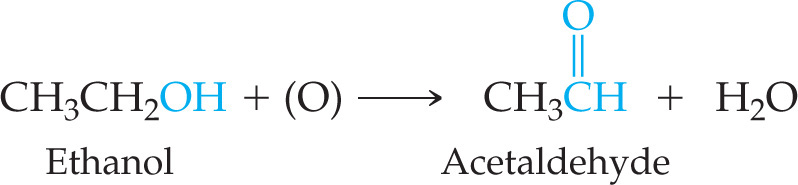 O
CH₃CH₂OH + (O) ⟶ CH₃CH + H₂O
Ethanol Acetaldehyde